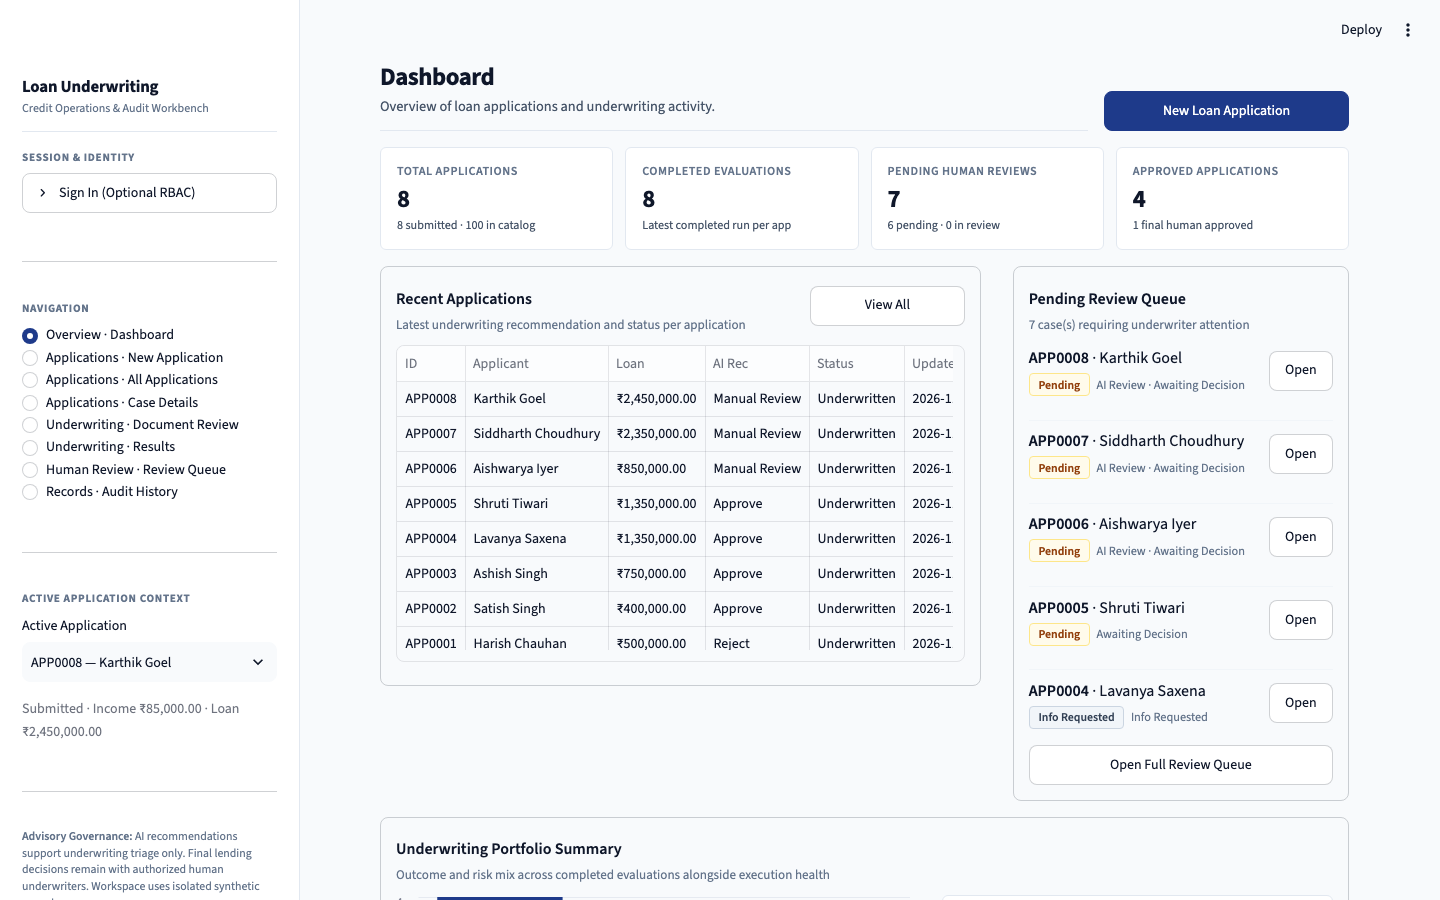 Deploy
Loan Underwriting
Credit Operations & Audit Workbench
SESSION & IDENTITY
Sign In (Optional RBAC)
NAVIGATION
Overview · Dashboard
Applications · New Application
Applications · All Applications
Applications · Case Details
Underwriting · Document Review
Underwriting · Results
Human Review · Review Queue
Records · Audit History
ACTIVE APPLICATION CONTEXT
Active Application
APP0008 — Karthik Goel
Submitted · Income ₹85,000.00 · Loan
₹2,450,000.00
Advisory Governance: AI recommendations
support underwriting triage only. Final lending
decisions remain with authorized human
underwriters. Workspace uses isolated synthetic
Dashboard
Overview of loan applications and underwriting activity.
New Loan Application
TOTAL APPLICATIONS
8
8 submitted · 100 in catalog
COMPLETED EVALUATIONS
8
Latest completed run per app
PENDING HUMAN REVIEWS
7
6 pending · 0 in review
APPROVED APPLICATIONS
4
1 final human approved
Recent Applications
Latest underwriting recommendation and status per application
View All
ID Applicant Loan AI Rec Status Update
APP0008 Karthik Goel ₹2,450,000.00 Manual Review Underwritten 2026-1
APP0007 Siddharth Choudhury ₹2,350,000.00 Manual Review Underwritten 2026-1
APP0006 Aishwarya Iyer ₹850,000.00 Manual Review Underwritten 2026-1
APP0005 Shruti Tiwari ₹1,350,000.00 Approve Underwritten 2026-1
APP0004 Lavanya Saxena ₹1,350,000.00 Approve Underwritten 2026-1
APP0003 Ashish Singh ₹750,000.00 Approve Underwritten 2026-1
APP0002 Satish Singh ₹400,000.00 Approve Underwritten 2026-1
APP0001 Harish Chauhan ₹500,000.00 Reject Underwritten 2026-1
Pending Review Queue
7 case(s) requiring underwriter attention
APP0008 · Karthik Goel
Pending AI Review · Awaiting Decision
Open
APP0007 · Siddharth Choudhury
Pending AI Review · Awaiting Decision
Open
APP0006 · Aishwarya Iyer
Pending AI Review · Awaiting Decision
Open
APP0005 · Shruti Tiwari
Pending Awaiting Decision
Open
APP0004 · Lavanya Saxena
Info Requested Info Requested
Open
Open Full Review Queue
Underwriting Portfolio Summary
Outcome and risk mix across completed evaluations alongside execution health